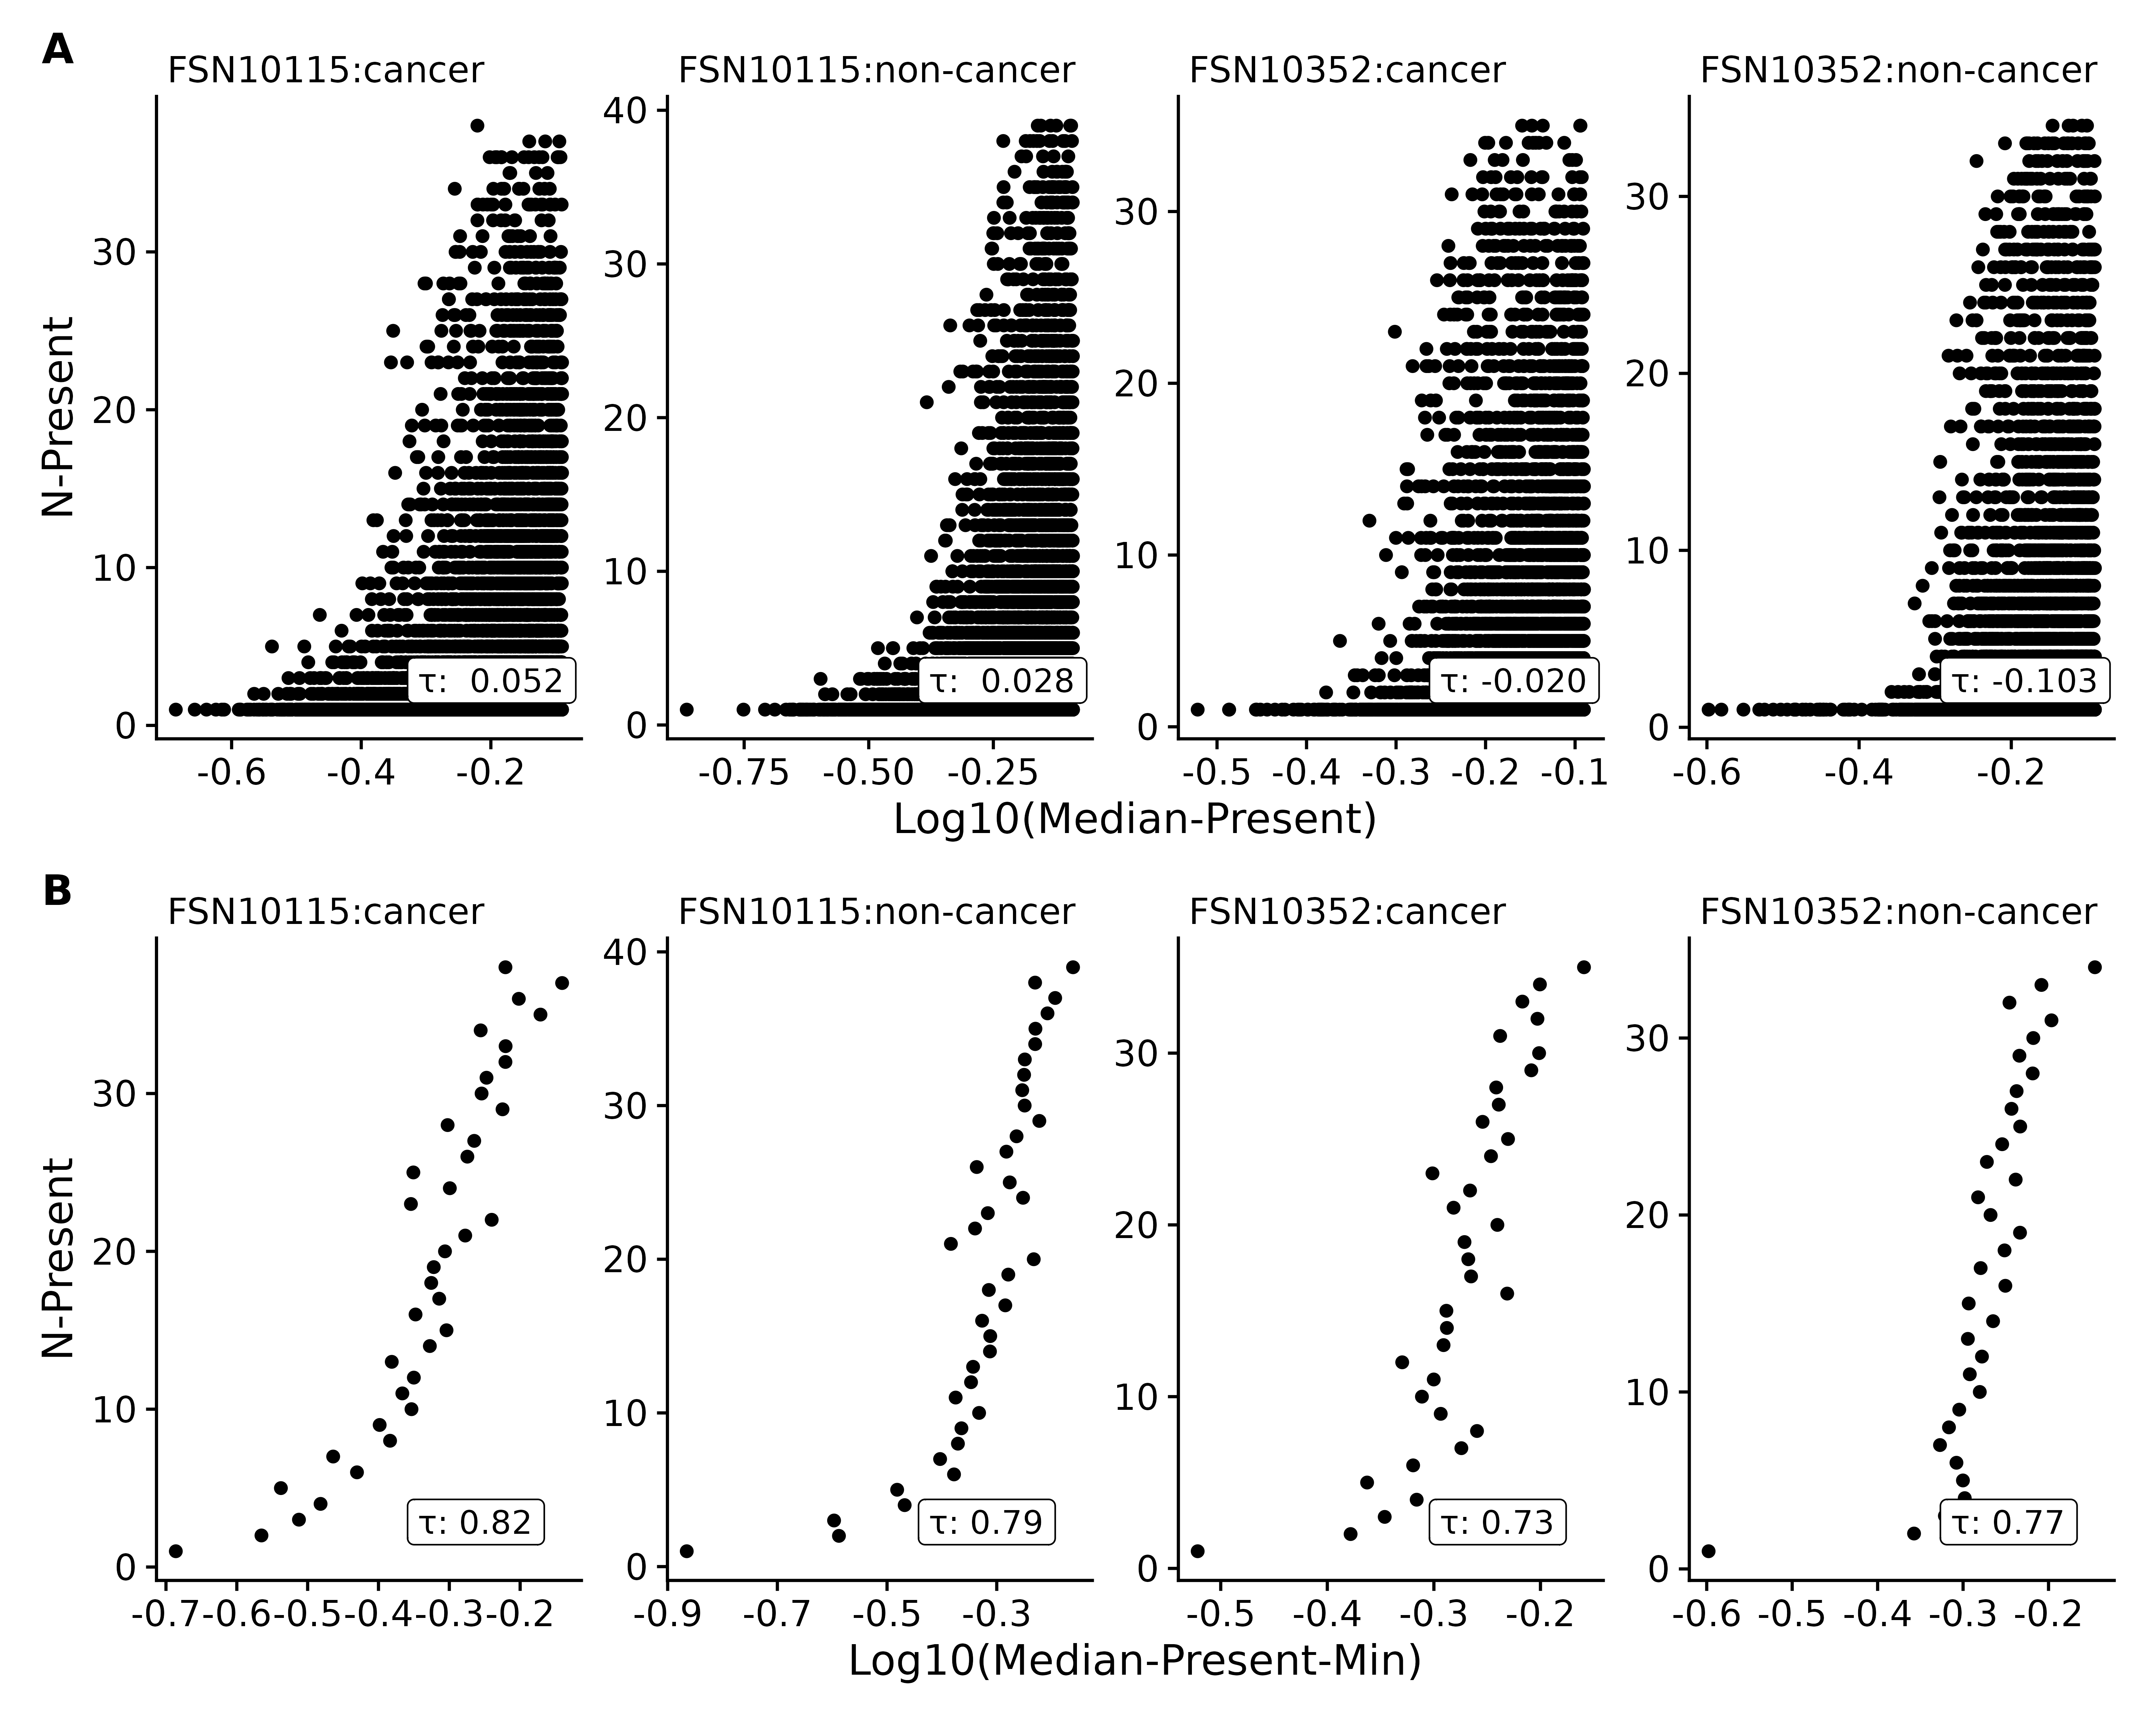 A
FSN10115:cancer FSN10115:non-cancer FSN10352:cancer FSN10352:non-cancer
N-Present
30
20
10
0
τ: 0.052
-0.6 -0.4 -0.2
40
30
20
10
0
τ: 0.028
-0.75 -0.50 -0.25
30
20
10
0
τ: -0.020
-0.5 -0.4 -0.3 -0.2 -0.1
30
20
10
0
τ: -0.103
-0.6 -0.4 -0.2
Log10(Median-Present)
B
FSN10115:cancer FSN10115:non-cancer FSN10352:cancer FSN10352:non-cancer
N-Present
30
20
10
0
τ: 0.82
-0.7 -0.6 -0.5 -0.4 -0.3 -0.2
40
30
20
10
0
τ: 0.79
-0.9 -0.7 -0.5 -0.3
30
20
10
0
τ: 0.73
-0.5 -0.4 -0.3 -0.2
30
20
10
0
τ: 0.77
-0.6 -0.5 -0.4 -0.3 -0.2
Log10(Median-Present-Min)